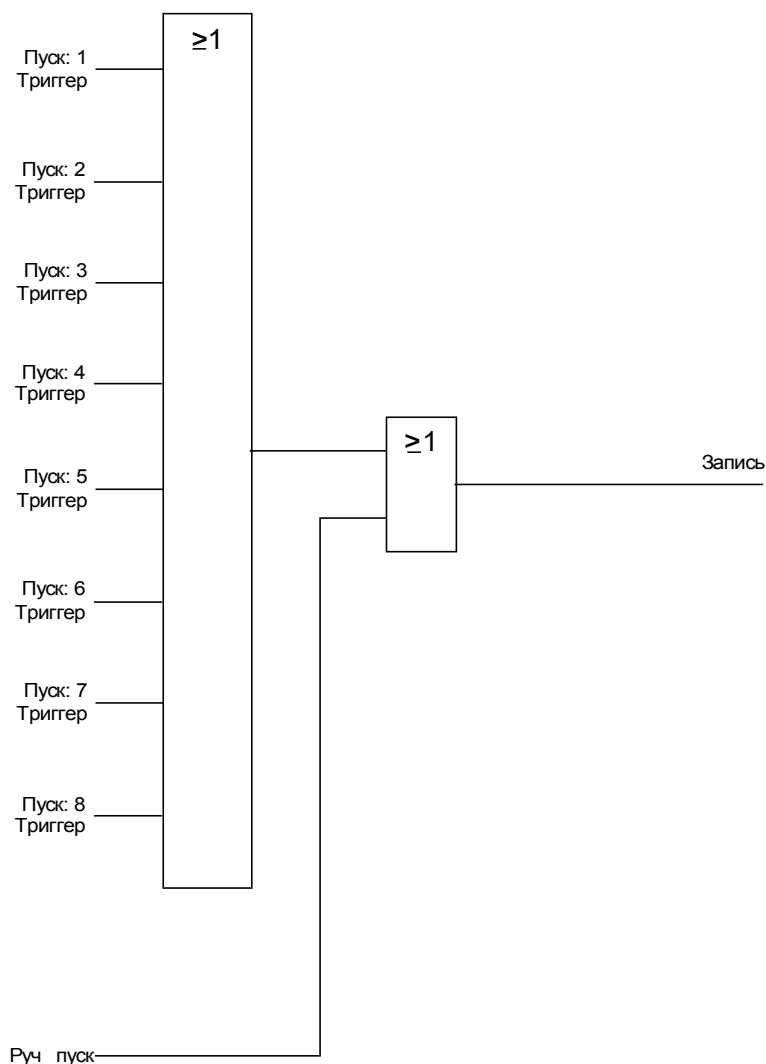 ≥1
Пуск: 1
Триггер
Пуск: 2
Триггер
Пуск: 3
Триггер
Пуск: 4
Триггер
≥1
Запись
Пуск: 5
Триггер
Пуск: 6
Триггер
Пуск: 7
Триггер
Пуск: 8
Триггер
Руч пуск